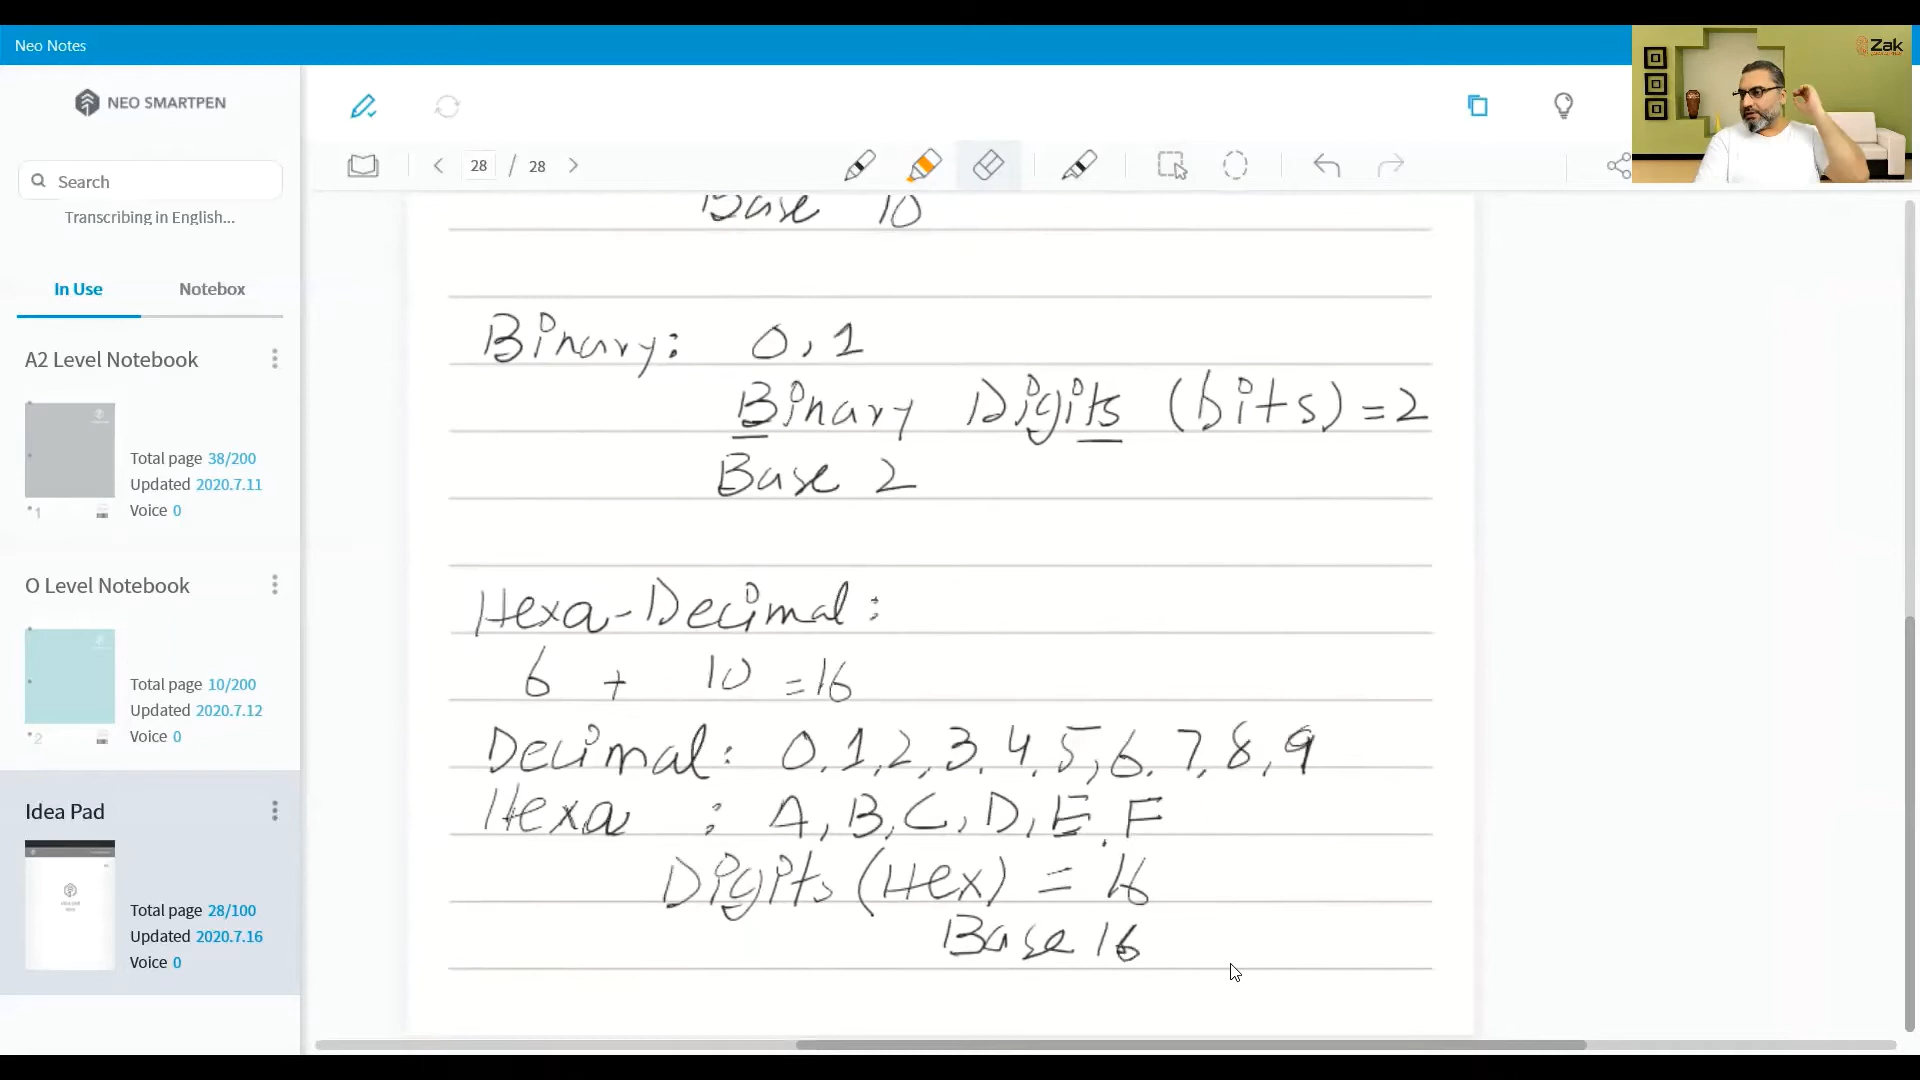 Neo Notes
Zak
NEO SMARTPEN
28 / 28
Search
Transcribing in English...
In Use Notebox
A2 Level Notebook
Total page 38/200
Updated 2020.7.11
Voice 0
1
O Level Notebook
Total page 10/200
Updated 2020.7.12
Voice 0
2
Idea Pad
Total page 28/100
Updated 2020.7.16
Voice 0
Base 10
Binary: 0,1
Binary Digits (bits) = 2
Base 2
Hexa-Decimal:
6 + 10 = 16
Decimal: 0,1,2,3,4,5,6,7,8,9
Hexa : A,B,C,D,E,F
Digits (Hex) = 16
Base 16